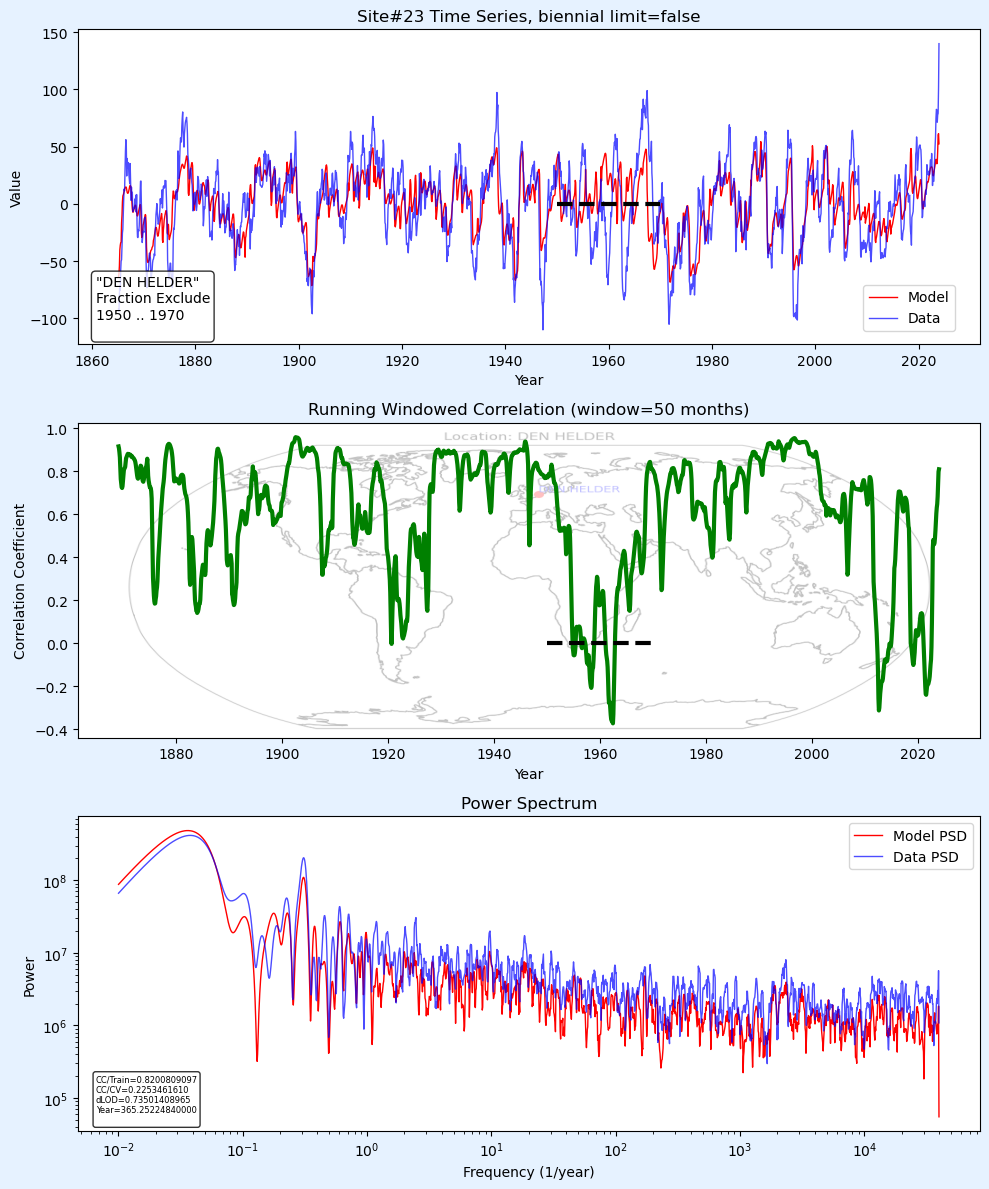 Site#23 Time Series, biennial limit=false
150
100
50
0
−50
−100
Value
"DEN HELDER"
Fraction Exclude
1950 .. 1970
Model
Data
1860 1880 1900 1920 1940 1960 1980 2000 2020
Year
Running Windowed Correlation (window=50 months)
Location: DEN HELDER
HELDER
1.0
0.8
0.6
0.4
0.2
0.0
−0.2
−0.4
Correlation Coefficient
1880 1900 1920 1940 1960 1980 2000 2020
Year
Power Spectrum
Model PSD
Data PSD
10^8
10^7
10^6
10^5
Power
CC/Train=0.8200809097
CC/CV=0.2253461610
dLOD=0.73501408965
Year=365.25224840000
10^−2 10^−1 10^0 10^1 10^2 10^3 10^4
Frequency (1/year)